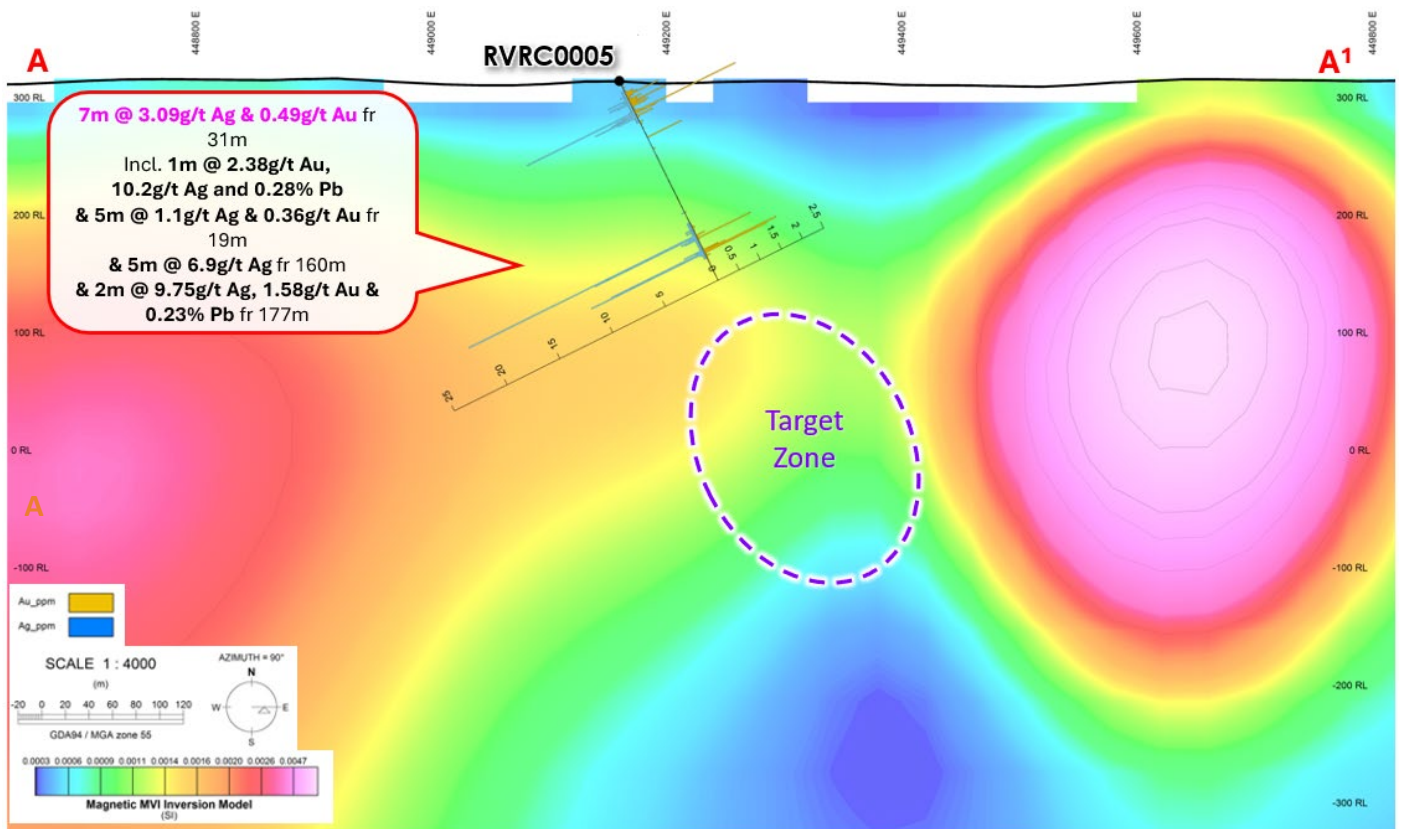 448800 E
449000 E
449200 E
449400 E
449600 E
449800 E
A
RVRC0005
A¹
300 RL
300 RL
7m @ 3.09g/t Ag & 0.49g/t Au fr
31m
Incl. 1m @ 2.38g/t Au,
10.2g/t Ag and 0.28% Pb
& 5m @ 1.1g/t Ag & 0.36g/t Au fr
19m
& 5m @ 6.9g/t Ag fr 160m
& 2m @ 9.75g/t Ag, 1.58g/t Au &
0.23% Pb fr 177m
200 RL
200 RL
0 0.5 1 1.5 2 2.5
5 10 15 20 25
100 RL
100 RL
Target
Zone
0 RL
0 RL
A
-100 RL
-100 RL
Au_ppm
Ag_ppm
SCALE 1 : 4000
(m)
-20 0 20 40 60 80 100 120
GDA94 / MGA zone 55
AZIMUTH = 90°
N
W E
S
-200 RL
0.0003 0.0006 0.0009 0.0011 0.0014 0.0016 0.0020 0.0026 0.0047
Magnetic MVI Inversion Model
(SI)
-300 RL